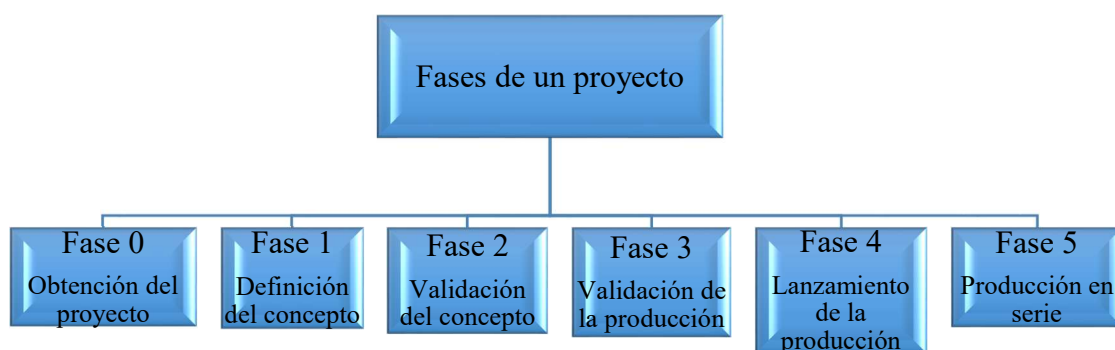 Fases de un proyecto
Fase 0
Obtención del
proyecto
Fase 1
Definición
del concepto
Fase 2
Validación
del concepto
Fase 3
Validación de
la producción
Fase 4
Lanzamiento
de la
producción
Fase 5
Producción en
serie